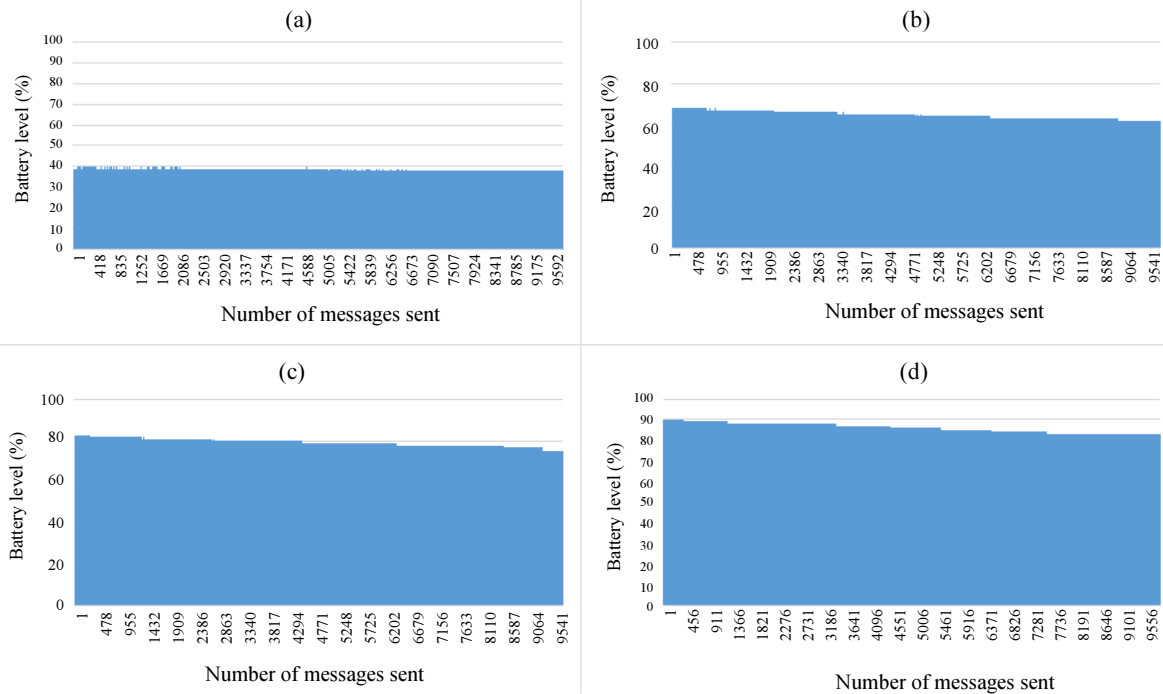 (a)
100
90
80
70
60
50
40
30
20
10
0
Battery level (%)
1 418 835 1252 1669 2086 2503 2920 3337 3754 4171 4588 5005 5422 5839 6256 6673 7090 7507 7924 8341 8785 9175 9592
Number of messages sent
(b)
100
80
60
40
20
0
Battery level (%)
1 478 955 1432 1909 2386 2863 3340 3817 4294 4771 5248 5725 6202 6679 7156 7633 8110 8587 9064 9541
Number of messages sent
(c)
100
80
60
40
20
0
Battery level (%)
1 478 955 1432 1909 2386 2863 3340 3817 4294 4771 5248 5725 6202 6679 7156 7633 8110 8587 9064 9541
Number of messages sent
(d)
100
90
80
70
60
50
40
30
20
10
0
Battery level (%)
1 456 911 1366 1821 2276 2731 3186 3641 4096 4551 5006 5461 5916 6371 6826 7281 7736 8191 8646 9101 9556
Number of messages sent